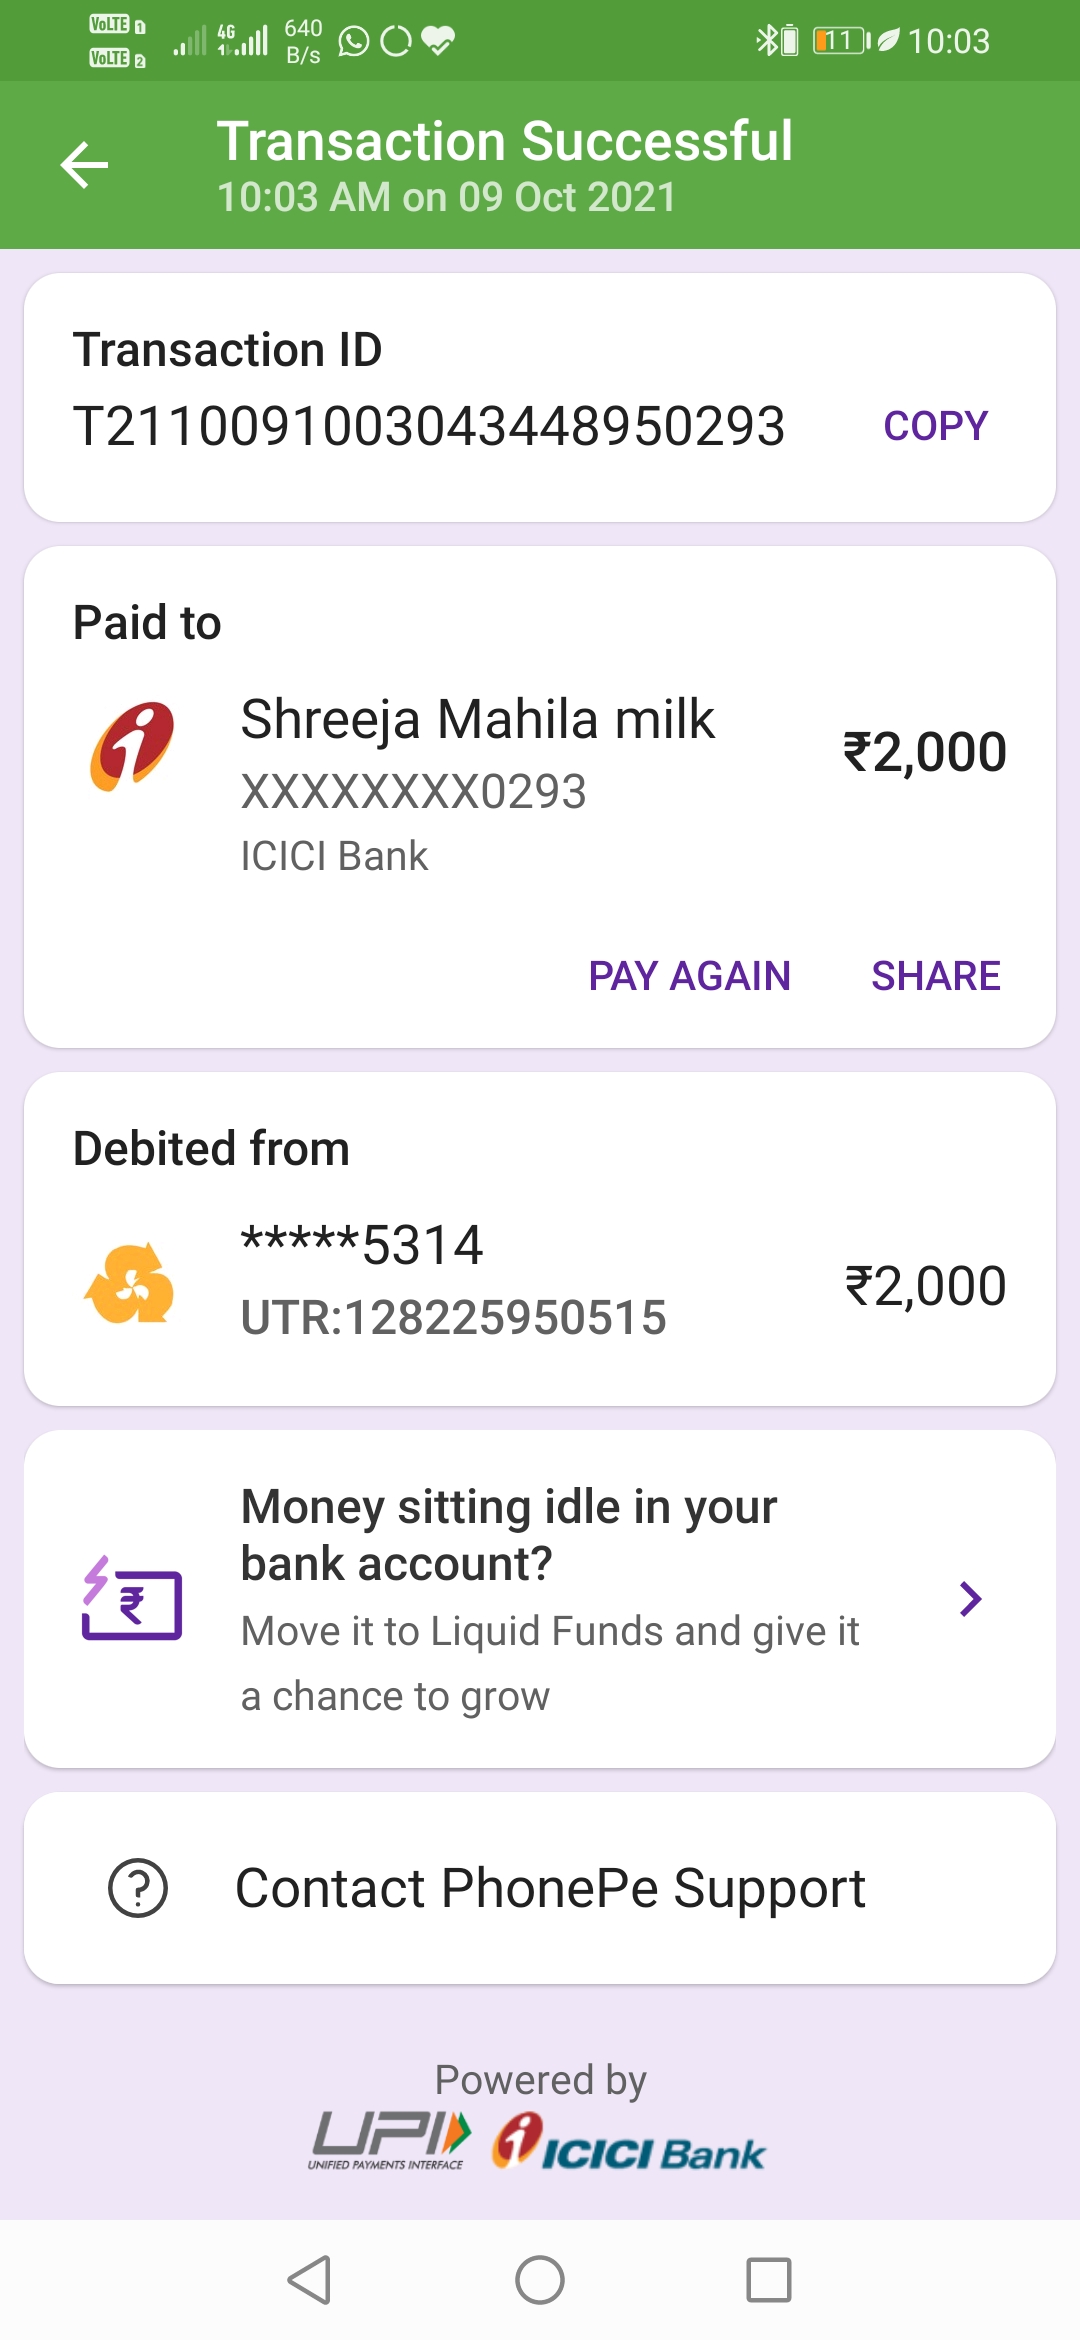 VoLTE 1
VoLTE 2
4G
640
B/s
11
10:03
Transaction Successful
10:03 AM on 09 Oct 2021
Transaction ID
T2110091003043448950293
COPY
Paid to
Shreeja Mahila milk
₹2,000
XXXXXXXX0293
ICICI Bank
PAY AGAIN
SHARE
Debited from
*****5314
₹2,000
UTR:128225950515
Money sitting idle in your
bank account?
Move it to Liquid Funds and give it
a chance to grow
Contact PhonePe Support
Powered by
UPI
UNIFIED PAYMENTS INTERFACE
ICICI Bank